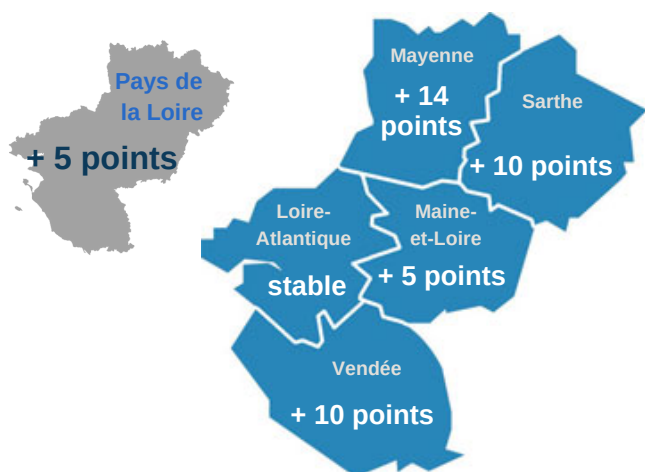 Pays de
la Loire
+ 5 points
Mayenne
+ 14
points
Sarthe
+ 10 points
Loire-
Atlantique
stable
Maine-
et-Loire
+ 5 points
Vendée
+ 10 points